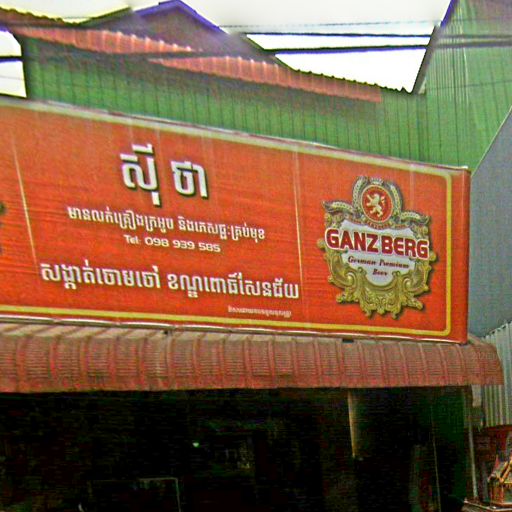 ស៊ី ថា
មានលក់គ្រឿងក្រអូប និងភេសជ្ជៈគ្រប់មុខ
Tel: 098 939 585
សង្កាត់ចោមចៅ ខណ្ឌពោធិ៍សែនជ័យ
GANZBERG
German Premium
Beer